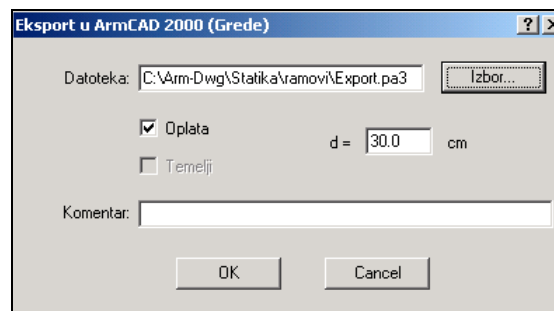 Eksport u ArmCAD 2000 (Grede)
Datoteka: C:\Arm-Dwg\Statika\ramovi\Export.pa3 Izbor...
Oplata d = 30.0 cm
Temelji
Komentar:
OK Cancel